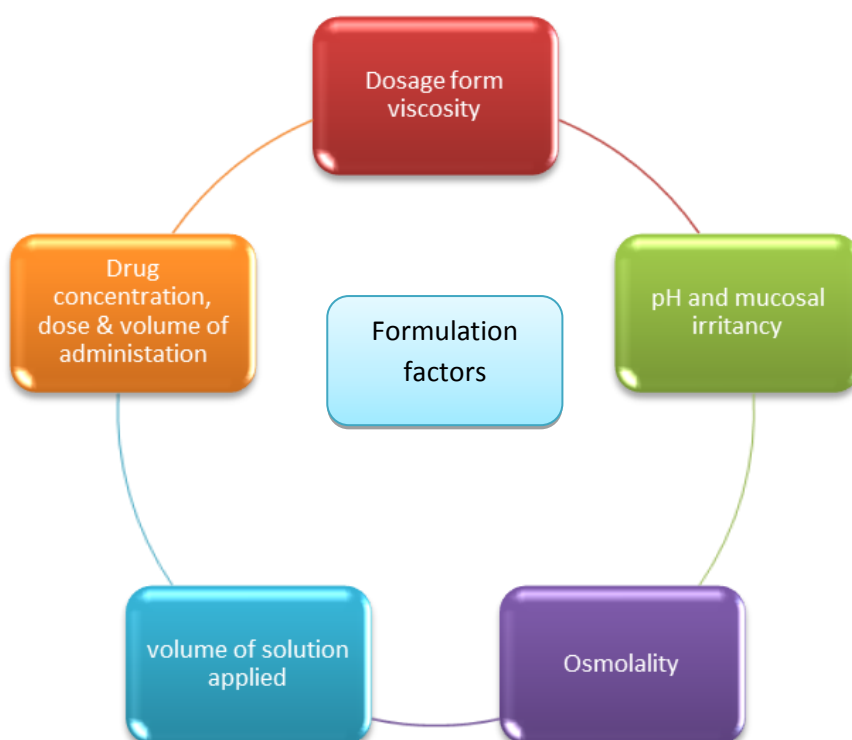 Dosage form
viscosity
pH and mucosal
irritancy
Osmolality
volume of solution
applied
Drug
concentration,
dose & volume of
administation
Formulation
factors